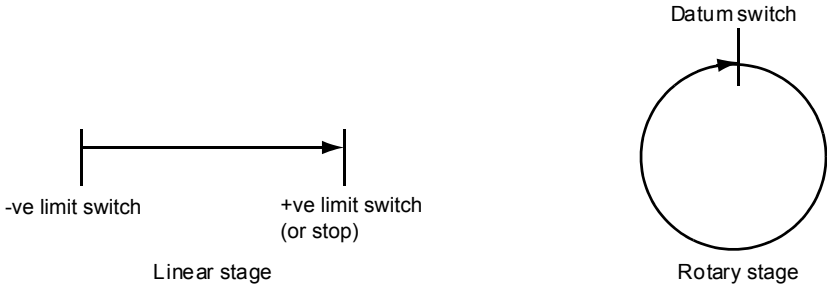 Datum switch
-ve limit switch
+ve limit switch
(or stop)
Linear stage
Rotary stage